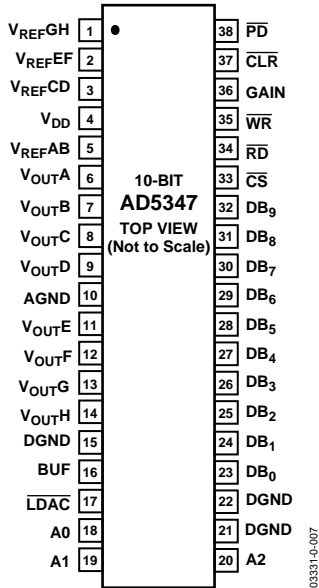 VREFGH 1
VREFEF 2
VREFCD 3
VDD 4
VREFAB 5
VOUTA 6
VOUTB 7
VOUTC 8
VOUTD 9
AGND 10
VOUTE 11
VOUTF 12
VOUTG 13
VOUTH 14
DGND 15
BUF 16
LDAC 17
A0 18
A1 19
10-BIT
AD5347
TOP VIEW
(Not to Scale)
38 PD
37 CLR
36 GAIN
35 WR
34 RD
33 CS
32 DB9
31 DB8
30 DB7
29 DB6
28 DB5
27 DB4
26 DB3
25 DB2
24 DB1
23 DB0
22 DGND
21 DGND
20 A2
03331-0-007